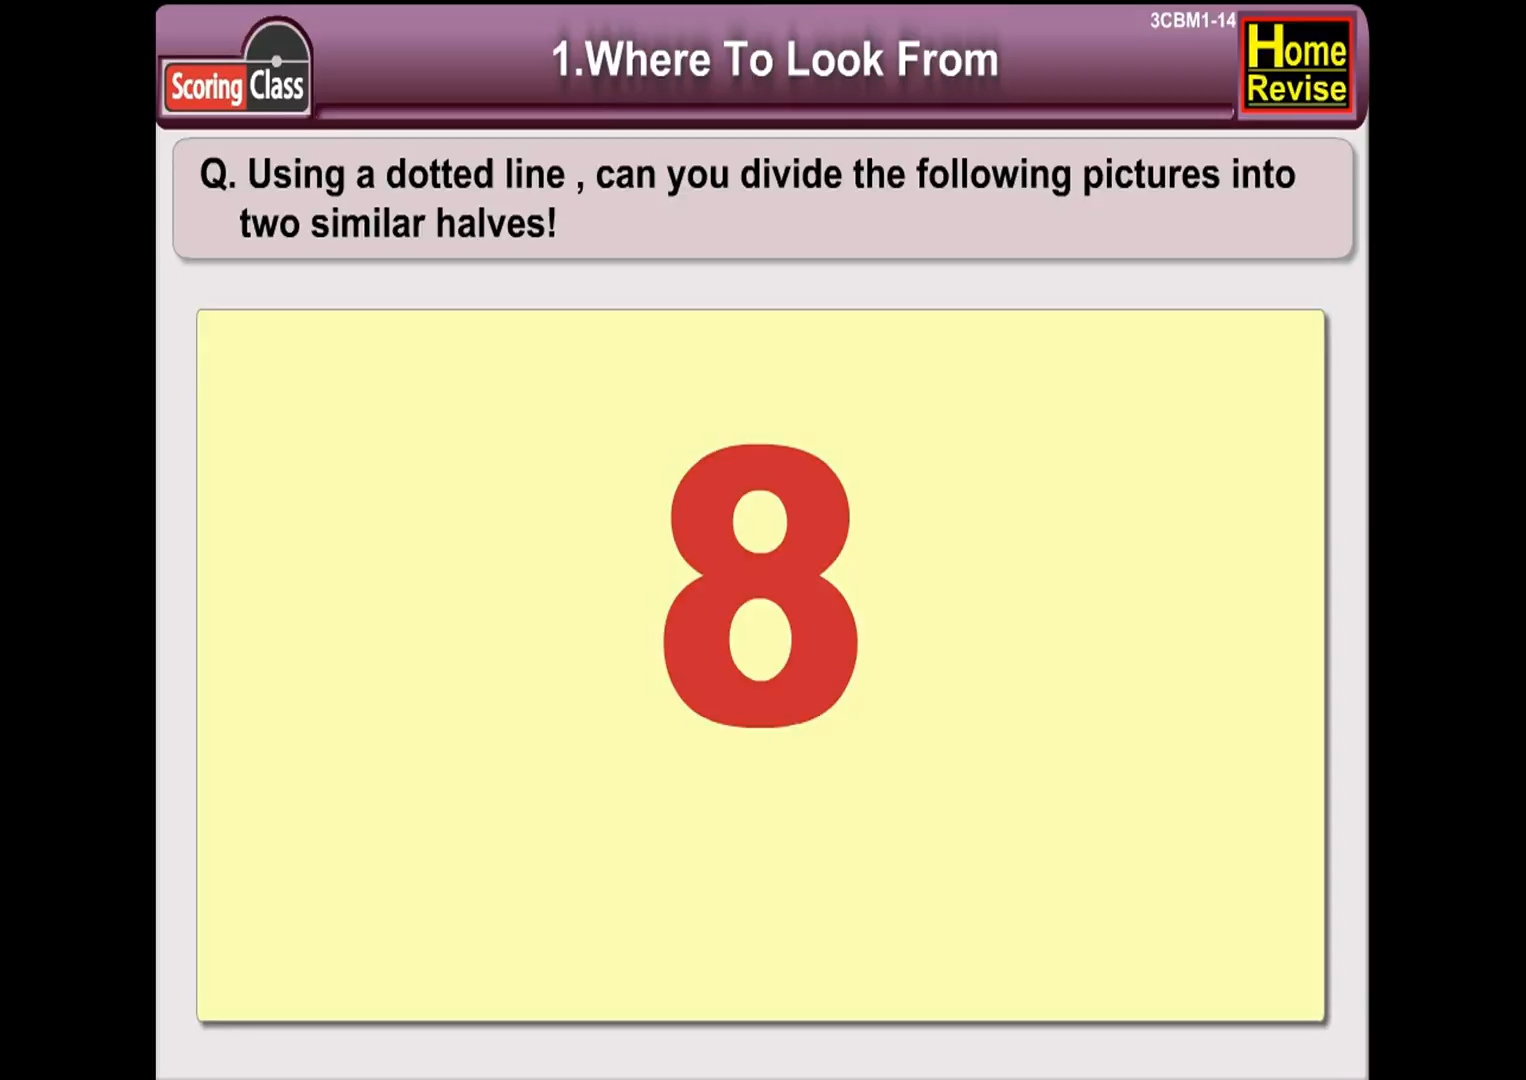 3CBM1-14
1.Where To Look From
Scoring Class
Home
Revise
Q. Using a dotted line , can you divide the following pictures into
two similar halves!
8